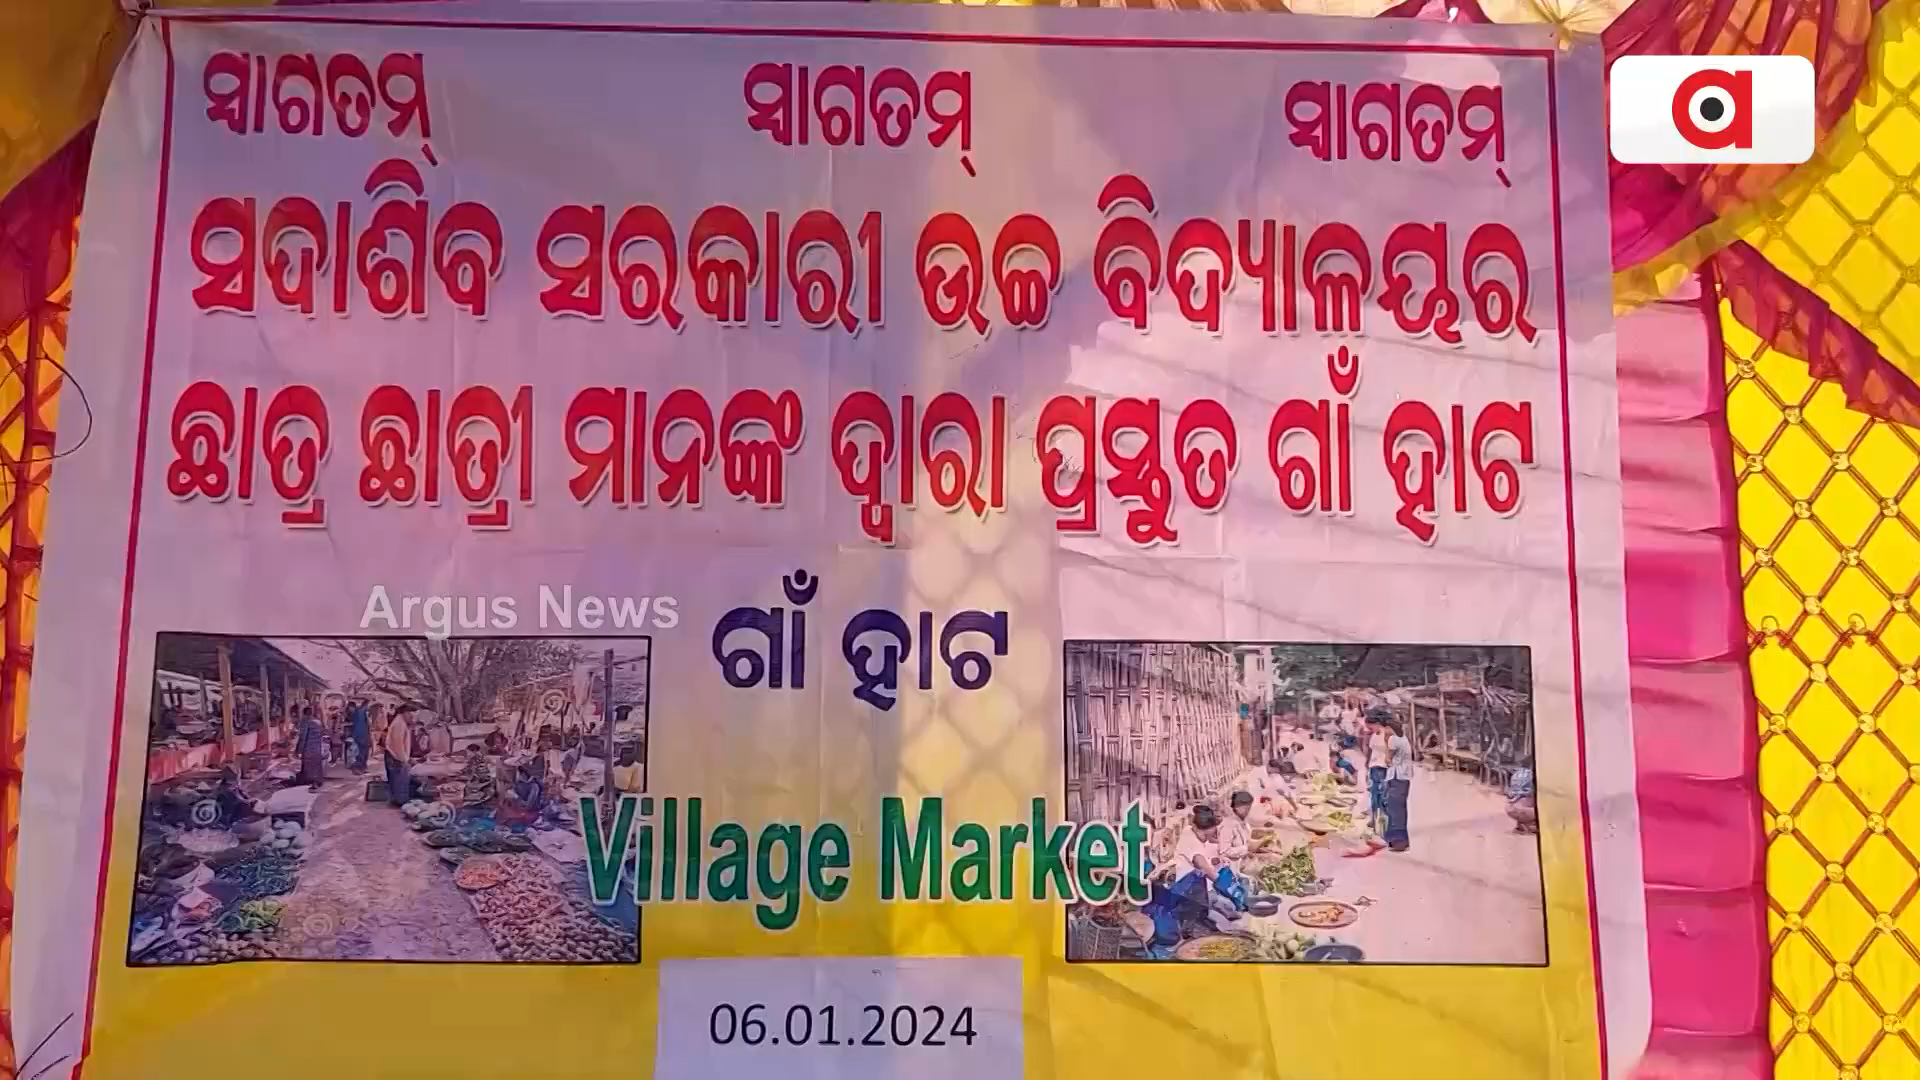 ସ୍ୱାଗତମ୍ ସ୍ୱାଗତମ୍ ସ୍ୱାଗତମ୍
ସଦାଶିବ ସରକାରୀ ଉଚ୍ଚ ବିଦ୍ୟାଳୟର
ଛାତ୍ର ଛାତ୍ରୀ ମାନଙ୍କ ଦ୍ୱାରା ପ୍ରସ୍ତୁତ ଗାଁ ହାଟ
Argus News
ଗାଁ ହାଟ
Village Market
06.01.2024